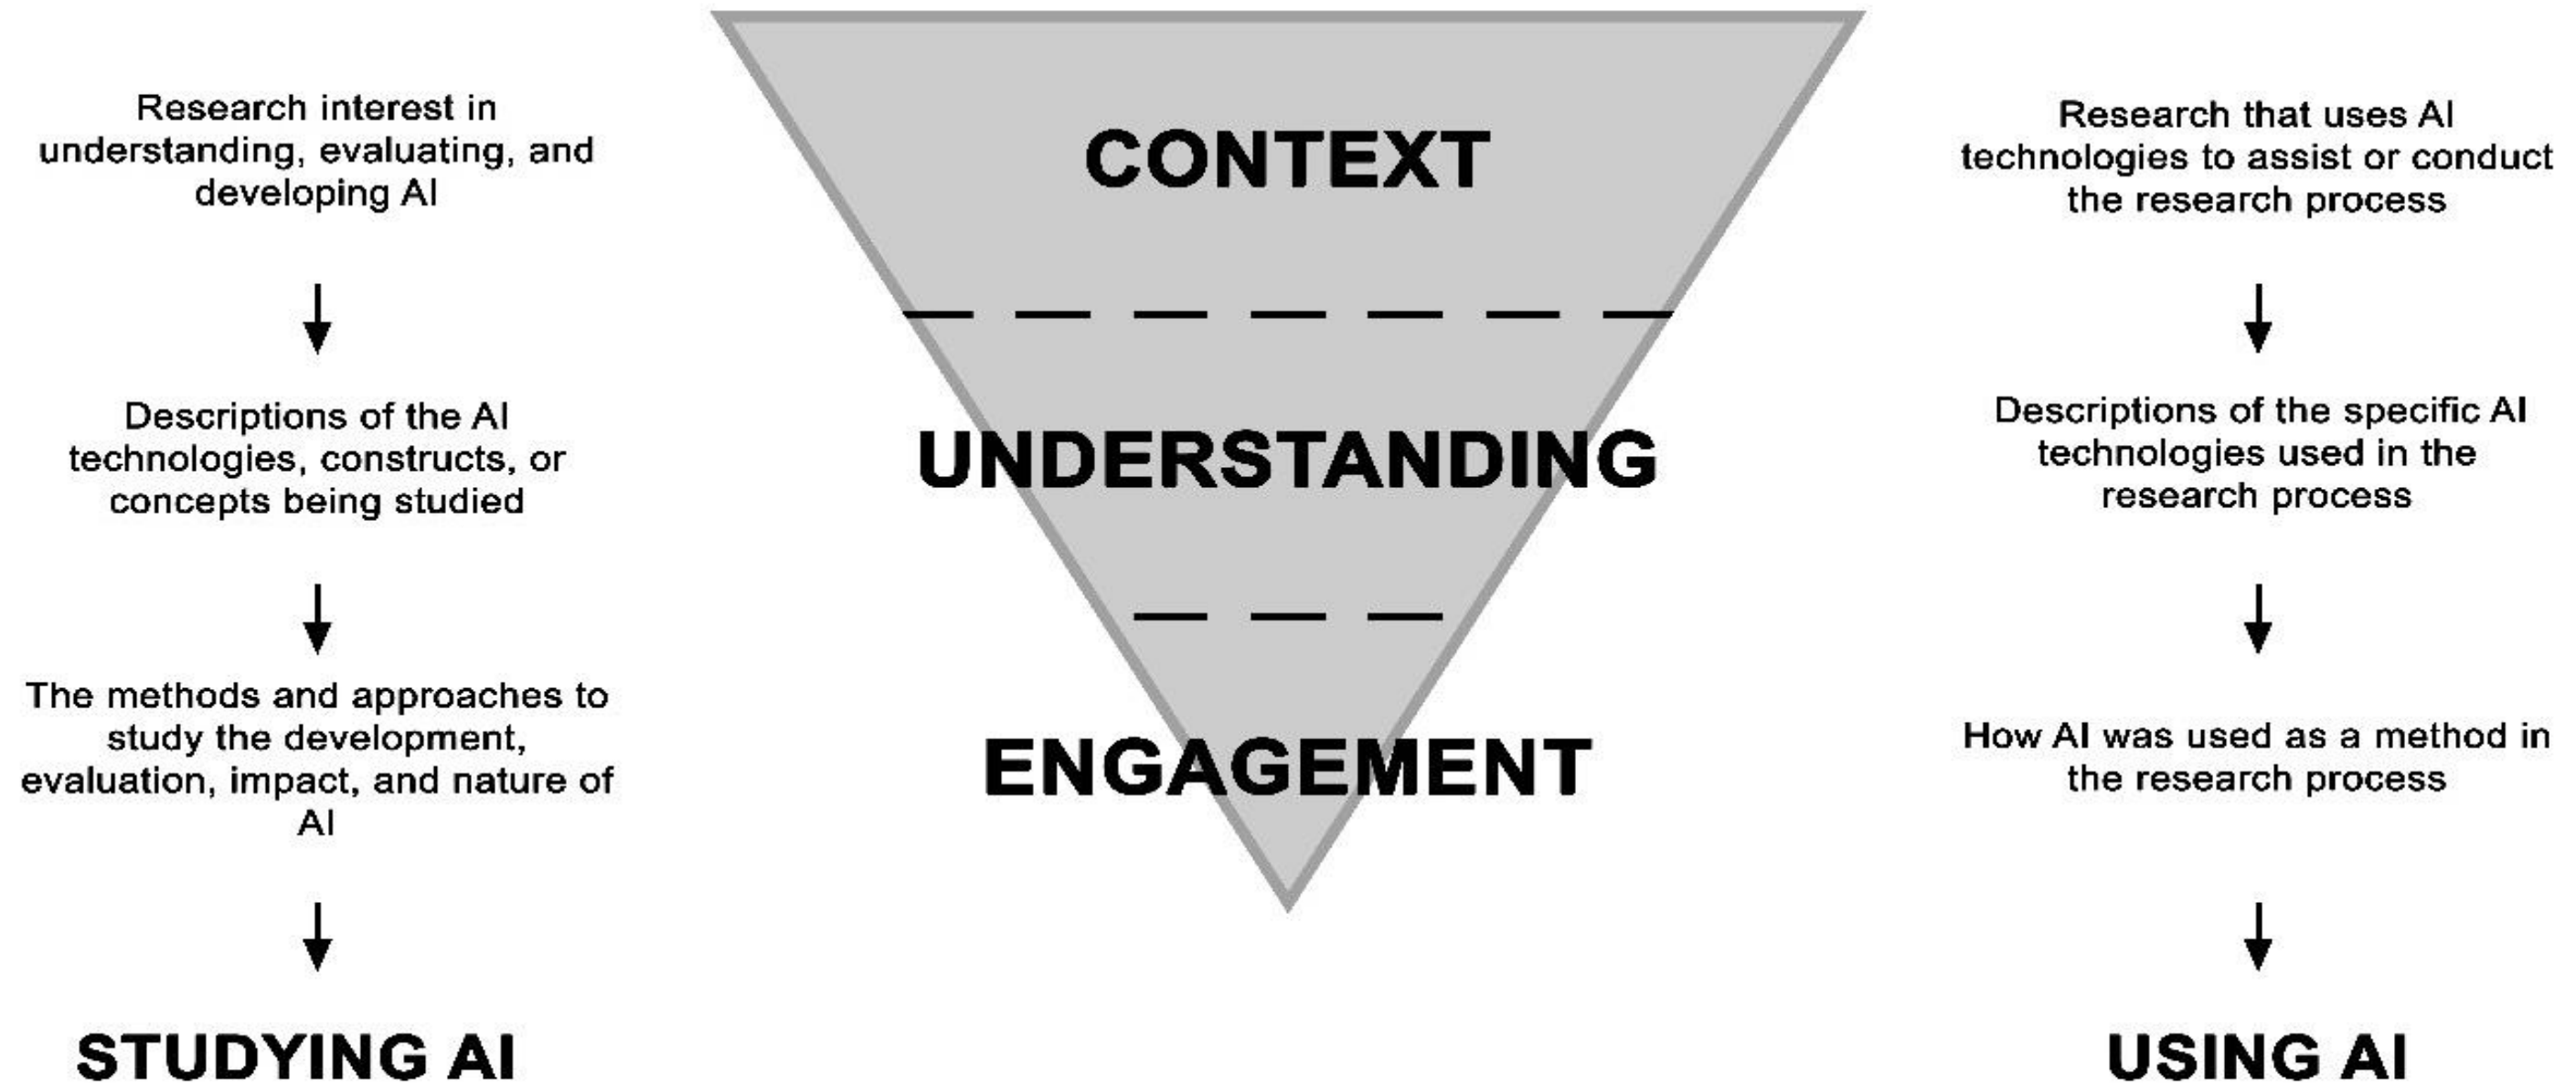 Research interest in
understanding, evaluating, and
developing AI
Descriptions of the AI
technologies, constructs, or
concepts being studied
The methods and approaches to
study the development,
evaluation, impact, and nature of
AI
STUDYING AI
CONTEXT
UNDERSTANDING
ENGAGEMENT
Research that uses AI
technologies to assist or conduct
the research process
Descriptions of the specific AI
technologies used in the
research process
How AI was used as a method in
the research process
USING AI